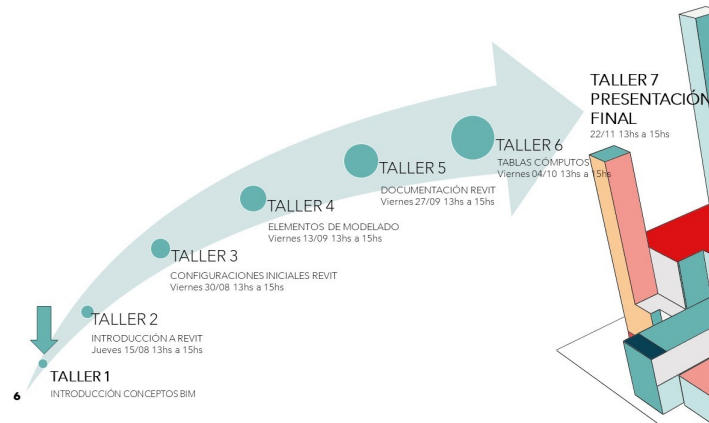 TALLER 7
PRESENTACIÓN
FINAL
22/11 13hs a 15hs
TALLER 6
TABLAS CÓMPUTOS
Viernes 04/10 13hs a 15hs
TALLER 5
DOCUMENTACIÓN REVIT
Viernes 27/09 13hs a 15hs
TALLER 4
ELEMENTOS DE MODELADO
Viernes 13/09 13hs a 15hs
TALLER 3
CONFIGURACIONES INICIALES REVIT
Viernes 30/08 13hs a 15hs
TALLER 2
INTRODUCCIÓN A REVIT
Jueves 15/08 13hs a 15hs
TALLER 1
INTRODUCCIÓN CONCEPTOS BIM
6